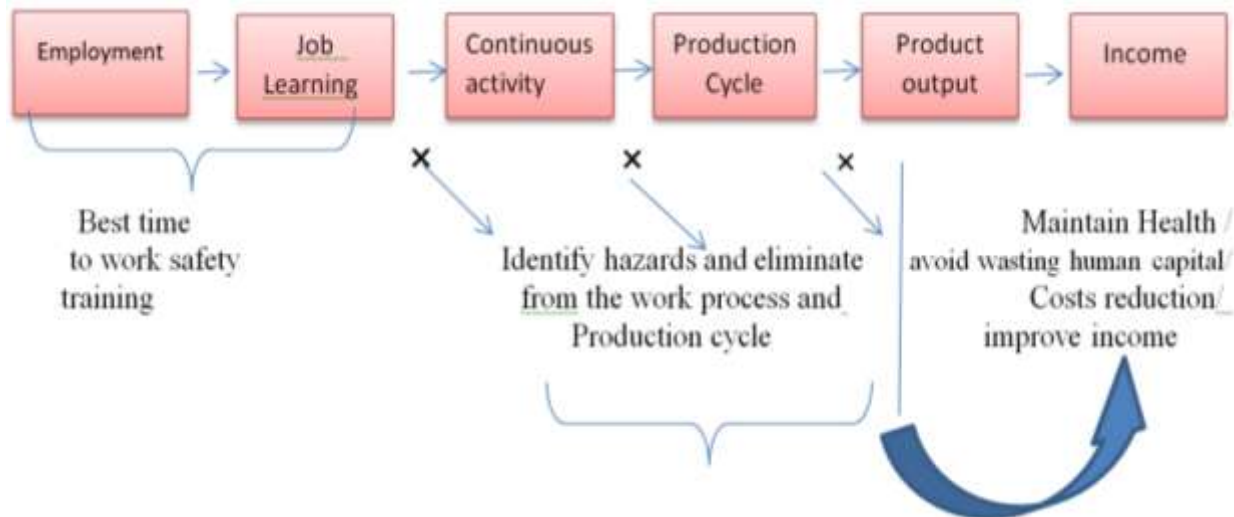 Employment
Job
Learning
Continuous
activity
Production
Cycle
Product
output
Income
×
×
×
Best time
to work safety
training
Identify hazards and eliminate
from the work process and
Production cycle
Maintain Health /
avoid wasting human capital/
Costs reduction/
improve income